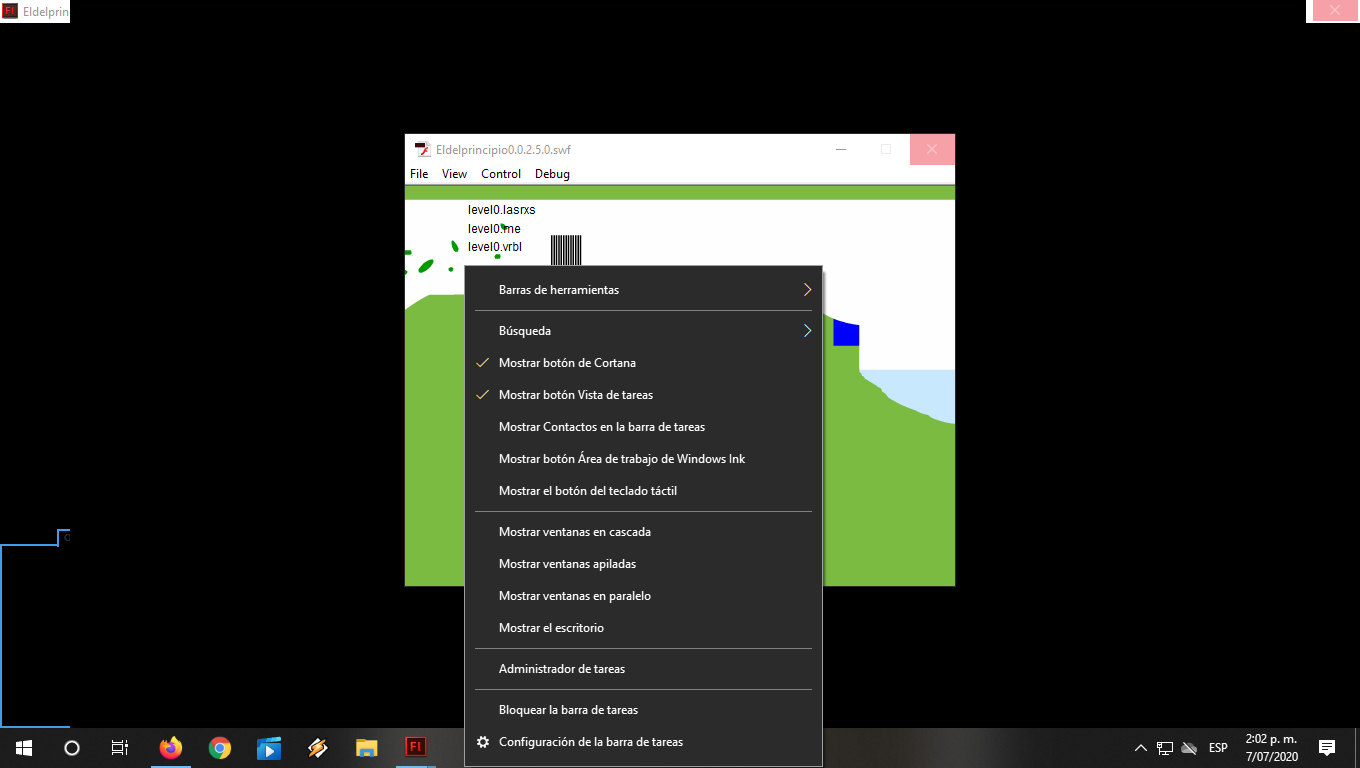 Fl Eldelprin
Eldelprincipio0.0.2.5.0.swf
File View Control Debug
level0.lasrxs
level0.me
level0.vrbl
Barras de herramientas
Búsqueda
Mostrar botón de Cortana
Mostrar botón Vista de tareas
Mostrar Contactos en la barra de tareas
Mostrar botón Área de trabajo de Windows Ink
Mostrar el botón del teclado táctil
Mostrar ventanas en cascada
Mostrar ventanas apiladas
Mostrar ventanas en paralelo
Mostrar el escritorio
Administrador de tareas
Bloquear la barra de tareas
Configuración de la barra de tareas
Fl
ESP
2:02 p. m.
7/07/2020